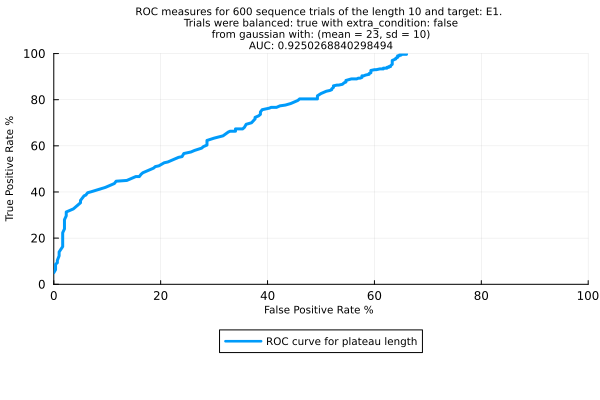 ROC measures for 600 sequence trials of the length 10 and target: E1.
Trials were balanced: true with extra_condition: false
from gaussian with: (mean = 23, sd = 10)
AUC: 0.9250268840298494
100
80
60
40
20
0
True Positive Rate %
0 20 40 60 80 100
False Positive Rate %
ROC curve for plateau length